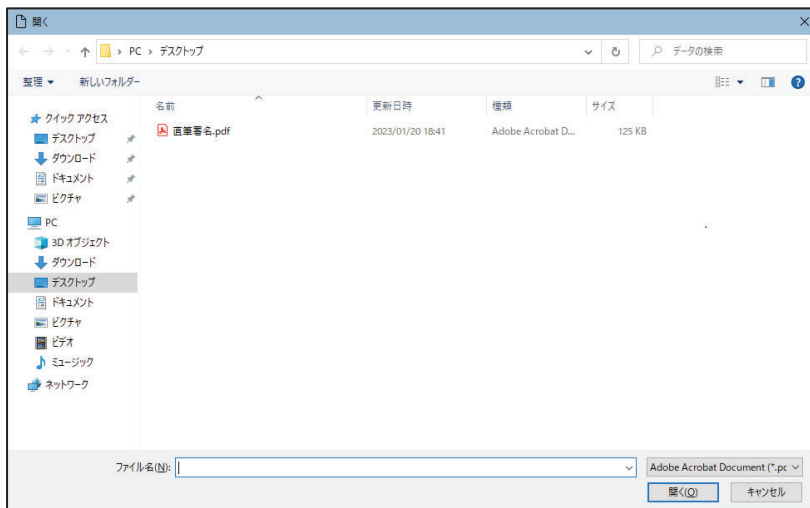 開く
PC › デスクトップ
データの検索
整理
新しいフォルダー
名前 更新日時 種類 サイズ
直筆署名.pdf 2023/01/20 18:41 Adobe Acrobat D... 125 KB
クイック アクセス
デスクトップ
ダウンロード
ドキュメント
ピクチャ
PC
3D オブジェクト
ダウンロード
デスクトップ
ドキュメント
ピクチャ
ビデオ
ミュージック
ネットワーク
ファイル名(N):
Adobe Acrobat Document (*.pc
開く(O) キャンセル